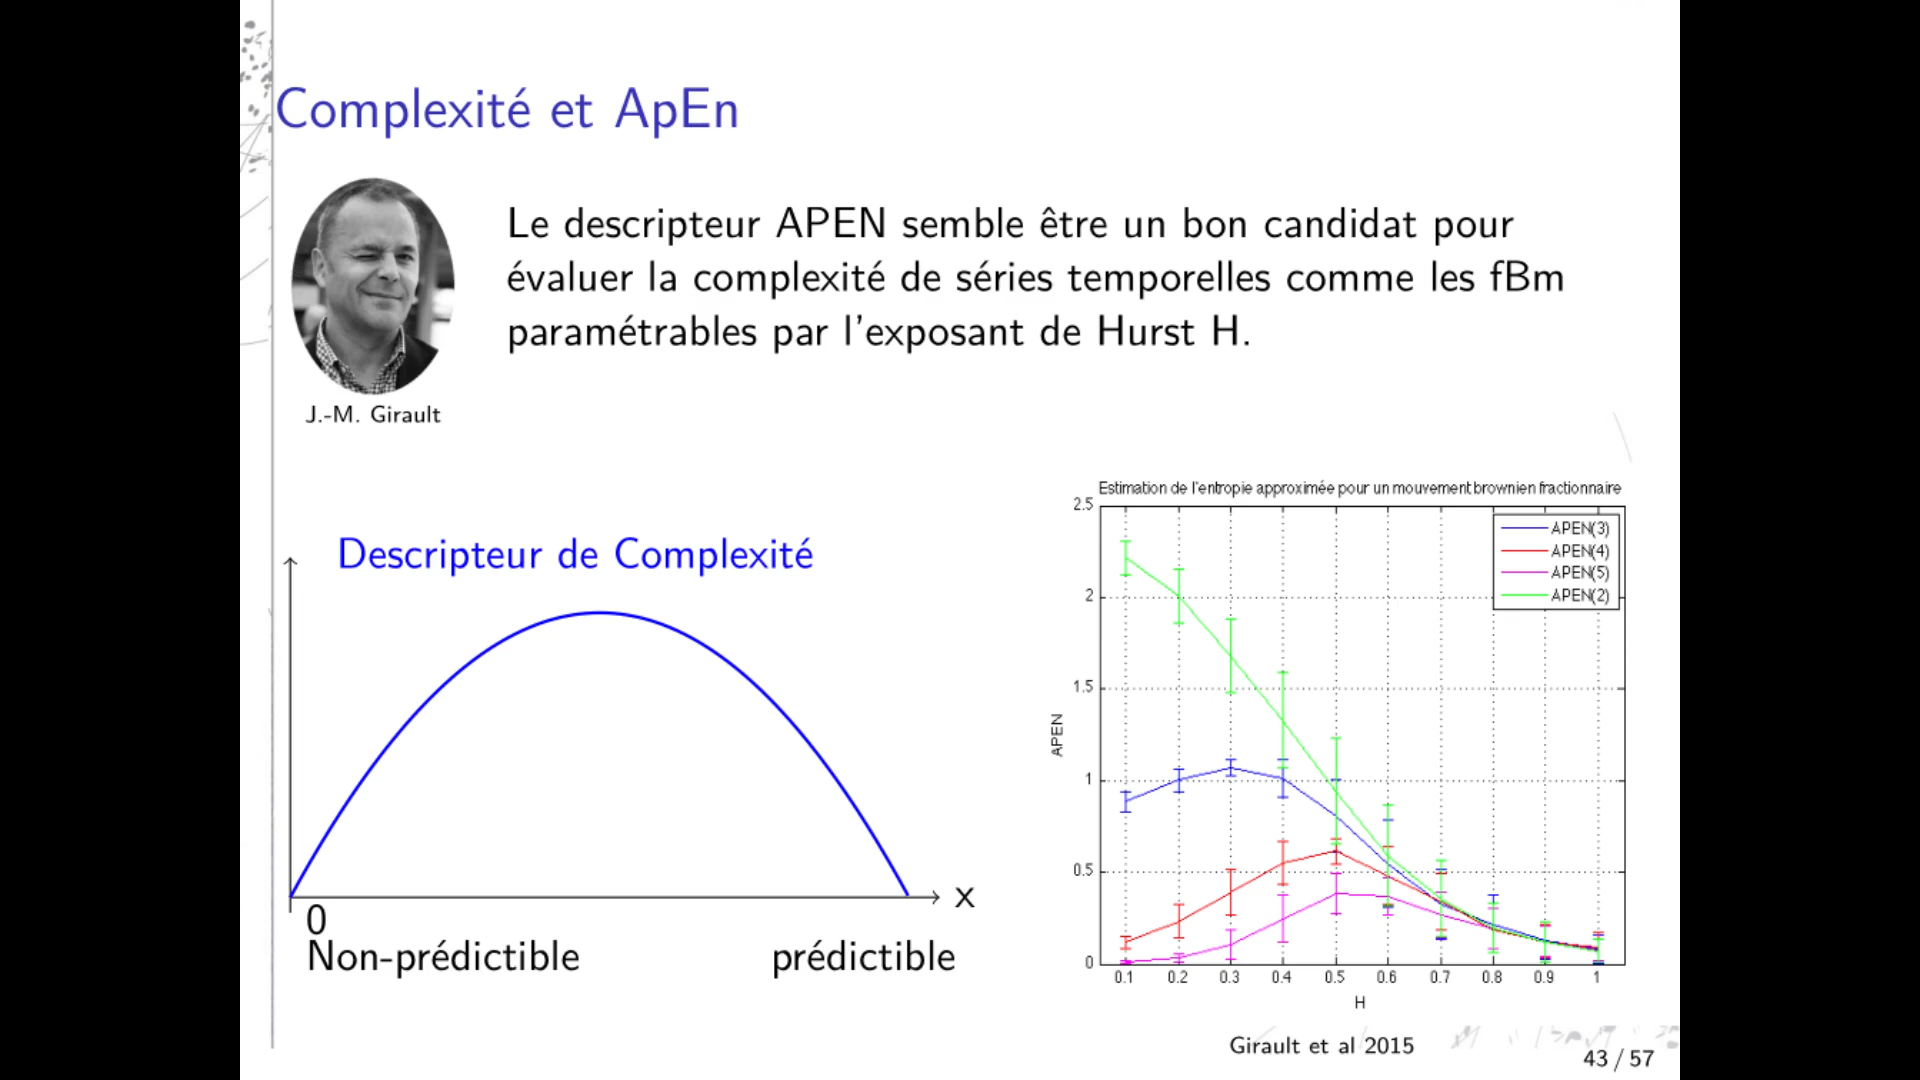 Complexité et ApEn
Le descripteur APEN semble être un bon candidat pour
évaluer la complexité de séries temporelles comme les fBm
paramétrables par l'exposant de Hurst H.
J.-M. Girault
Descripteur de Complexité
x
0
Non-prédictible
prédictible
Estimation de l'entropie approximée pour un mouvement brownien fractionnaire
2.5
2
1.5
1
0.5
0
APEN
APEN(3)
APEN(4)
APEN(5)
APEN(2)
0.1 0.2 0.3 0.4 0.5 0.6 0.7 0.8 0.9 1
H
Girault et al 2015
43 / 57